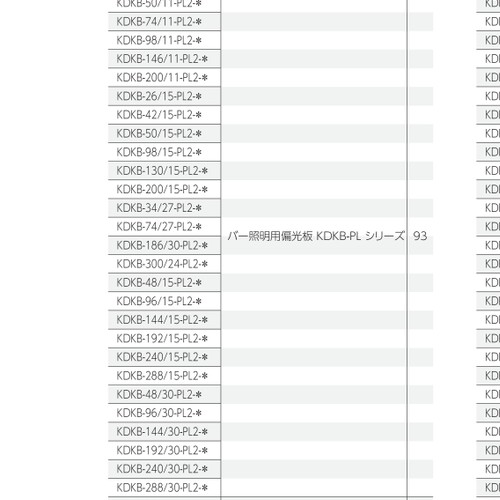 KDKB-50/11-PL2-✽
KDKB-74/11-PL2-✽
KDKB-98/11-PL2-✽
KDKB-146/11-PL2-✽
KDKB-200/11-PL2-✽
KDKB-26/15-PL2-✽
KDKB-42/15-PL2-✽
KDKB-50/15-PL2-✽
KDKB-98/15-PL2-✽
KDKB-130/15-PL2-✽
KDKB-200/15-PL2-✽
KDKB-34/27-PL2-✽
KDKB-74/27-PL2-✽
バー照明用偏光板 KDKB-PL シリーズ 93
KDKB-186/30-PL2-✽
KDKB-300/24-PL2-✽
KDKB-48/15-PL2-✽
KDKB-96/15-PL2-✽
KDKB-144/15-PL2-✽
KDKB-192/15-PL2-✽
KDKB-240/15-PL2-✽
KDKB-288/15-PL2-✽
KDKB-48/30-PL2-✽
KDKB-96/30-PL2-✽
KDKB-144/30-PL2-✽
KDKB-192/30-PL2-✽
KDKB-240/30-PL2-✽
KDKB-288/30-PL2-✽